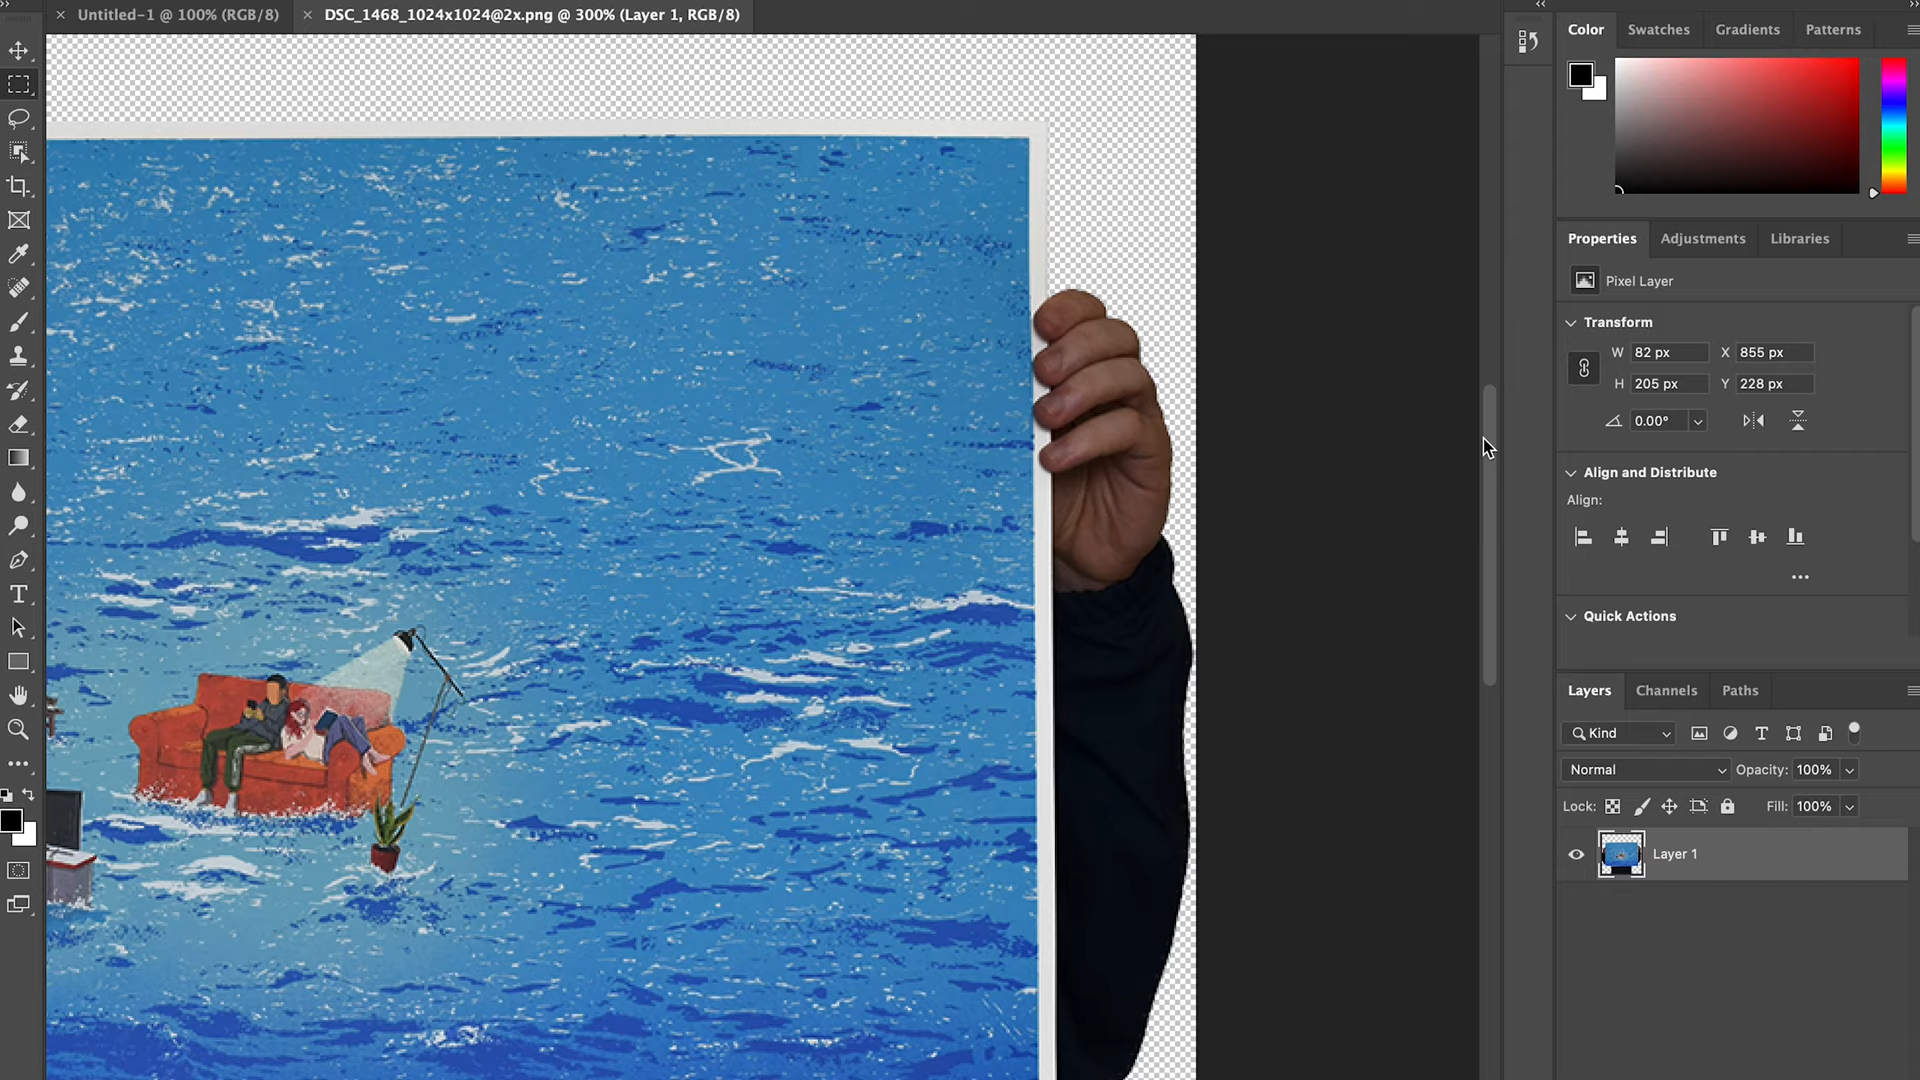 Untitled-1 @ 100% (RGB/8)
DSC_1468_1024x1024@2x.png @ 300% (Layer 1, RGB/8)
Color
Swatches
Gradients
Patterns
Properties
Adjustments
Libraries
Pixel Layer
Transform
W 82 px X 855 px
H 205 px Y 228 px
0.00°
Align and Distribute
Align:
Quick Actions
Layers
Channels
Paths
Kind
Normal Opacity: 100%
Lock: Fill: 100%
Layer 1